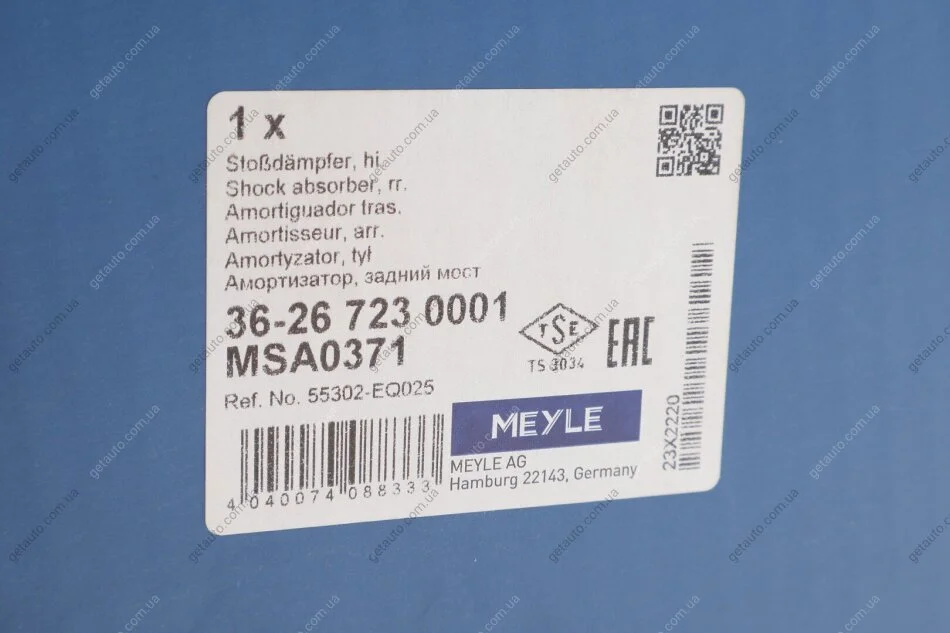 1 x
Stoßdämpfer, hi.
Shock absorber, rr.
Amortiguador tras.
Amortisseur, arr.
Amortyzator, tył
Амортизатор, задний мост
36-26 723 0001
MSA0371
Ref. No. 55302-EQ025
TSE
TS 3034
EAC
MEYLE
MEYLE AG
Hamburg 22143, Germany
4 040074 088333
23X2220
getauto.com.ua